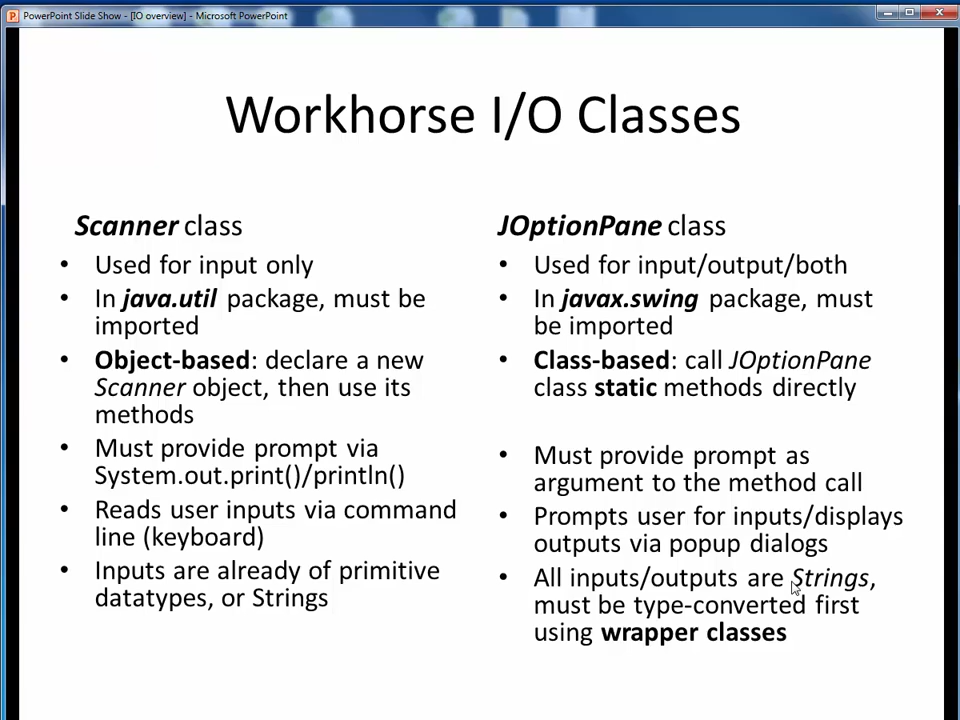 PowerPoint Slide Show - [IO overview] - Microsoft PowerPoint
Workhorse I/O Classes
Scanner class
• Used for input only
• In java.util package, must be
imported
• Object-based: declare a new
Scanner object, then use its
methods
• Must provide prompt via
System.out.print()/println()
• Reads user inputs via command
line (keyboard)
• Inputs are already of primitive
datatypes, or Strings
JOptionPane class
• Used for input/output/both
• In javax.swing package, must
be imported
• Class-based: call JOptionPane
class static methods directly
• Must provide prompt as
argument to the method call
• Prompts user for inputs/displays
outputs via popup dialogs
• All inputs/outputs are Strings,
must be type-converted first
using wrapper classes